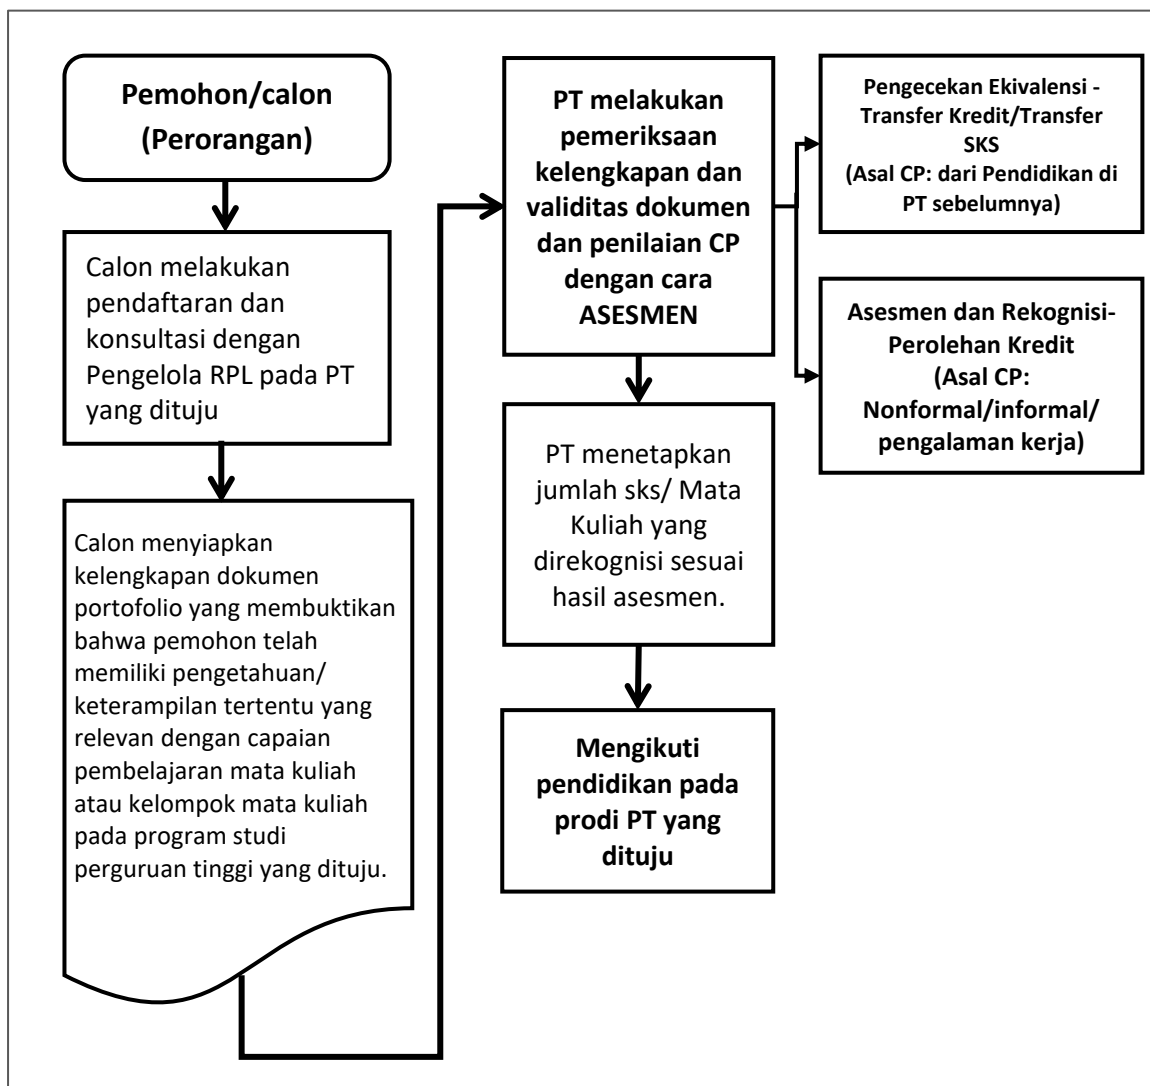 Pemohon/calon
(Perorangan)
Calon melakukan
pendaftaran dan
konsultasi dengan
Pengelola RPL pada PT
yang dituju
Calon menyiapkan
kelengkapan dokumen
portofolio yang membuktikan
bahwa pemohon telah
memiliki pengetahuan/
keterampilan tertentu yang
relevan dengan capaian
pembelajaran mata kuliah
atau kelompok mata kuliah
pada program studi
perguruan tinggi yang dituju.
PT melakukan
pemeriksaan
kelengkapan dan
validitas dokumen
dan penilaian CP
dengan cara
ASESMEN
PT menetapkan
jumlah sks/ Mata
Kuliah yang
direkognisi sesuai
hasil asesmen.
Mengikuti
pendidikan pada
prodi PT yang
dituju
Pengecekan Ekivalensi -
Transfer Kredit/Transfer
SKS
(Asal CP: dari Pendidikan di
PT sebelumnya)
Asesmen dan Rekognisi-
Perolehan Kredit
(Asal CP:
Nonformal/informal/
pengalaman kerja)